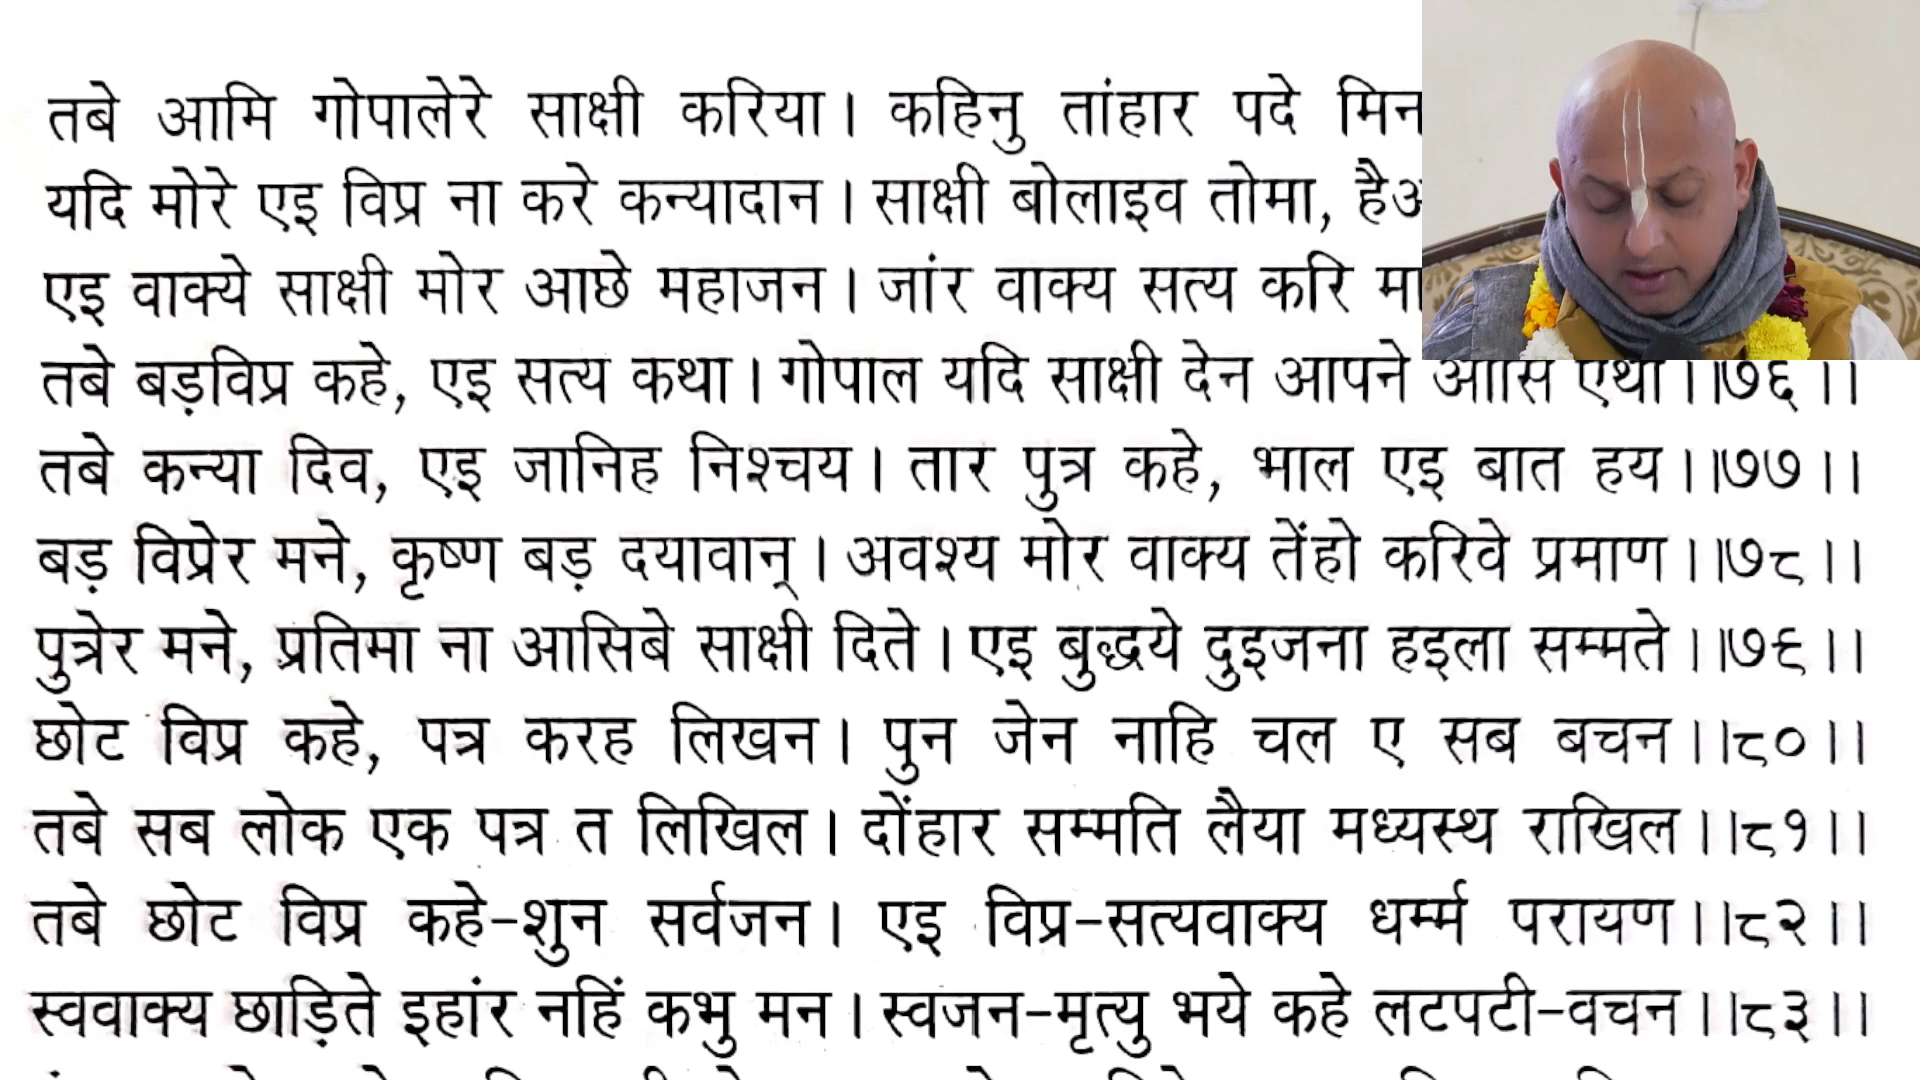 तबे आमि गोपालेरे साक्षी करिया। कहिनु तांहार पदे
यदि मोरे एइ विप्र ना करे कन्यादान। साक्षी बोलाइव तोमा,
एइ वाक्ये साक्षी मोर आछे महाजन। जांर वाक्य सत्य करि
तबे बड़विप्र कहे, एइ सत्य कथा। गोपाल यदि साक्षी देन आपने आसि एथा।।७६।।
तबे कन्या दिव, एइ जानिह निश्चय। तार पुत्र कहे, भाल एइ बात हय।।७७।।
बड़ विप्रेर मने, कृष्ण बड़ दयावान्। अवश्य मोर वाक्य तेंहो करिवे प्रमाण।।७८।।
पुत्रेर मने, प्रतिमा ना आसिबे साक्षी दिते। एइ बुद्धये दुइजना हइला सम्मते।।७९।।
छोट विप्र कहे, पत्र करह लिखन। पुन जेन नाहि चल ए सब बचन।।८०।।
तबे सब लोक एक पत्र त लिखिल। दोंहार सम्मति लैया मध्यस्थ राखिल।।८१।।
तबे छोट विप्र कहे-शुन सर्वजन। एइ विप्र-सत्यवाक्य धर्म्म परायण।।८२।।
स्ववाक्य छाड़िते इहांर नहिं कभु मन। स्वजन-मृत्यु भये कहे लटपटी-वचन।।८३।।